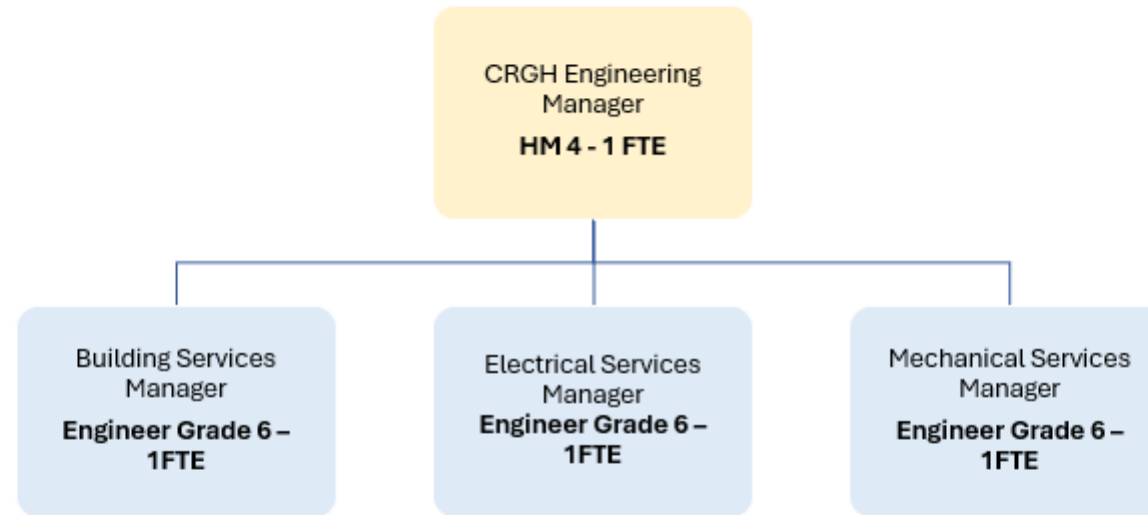 CRGH Engineering
Manager
HM 4 - 1 FTE
Building Services
Manager
Engineer Grade 6 –
1FTE
Electrical Services
Manager
Engineer Grade 6 –
1FTE
Mechanical Services
Manager
Engineer Grade 6 –
1FTE